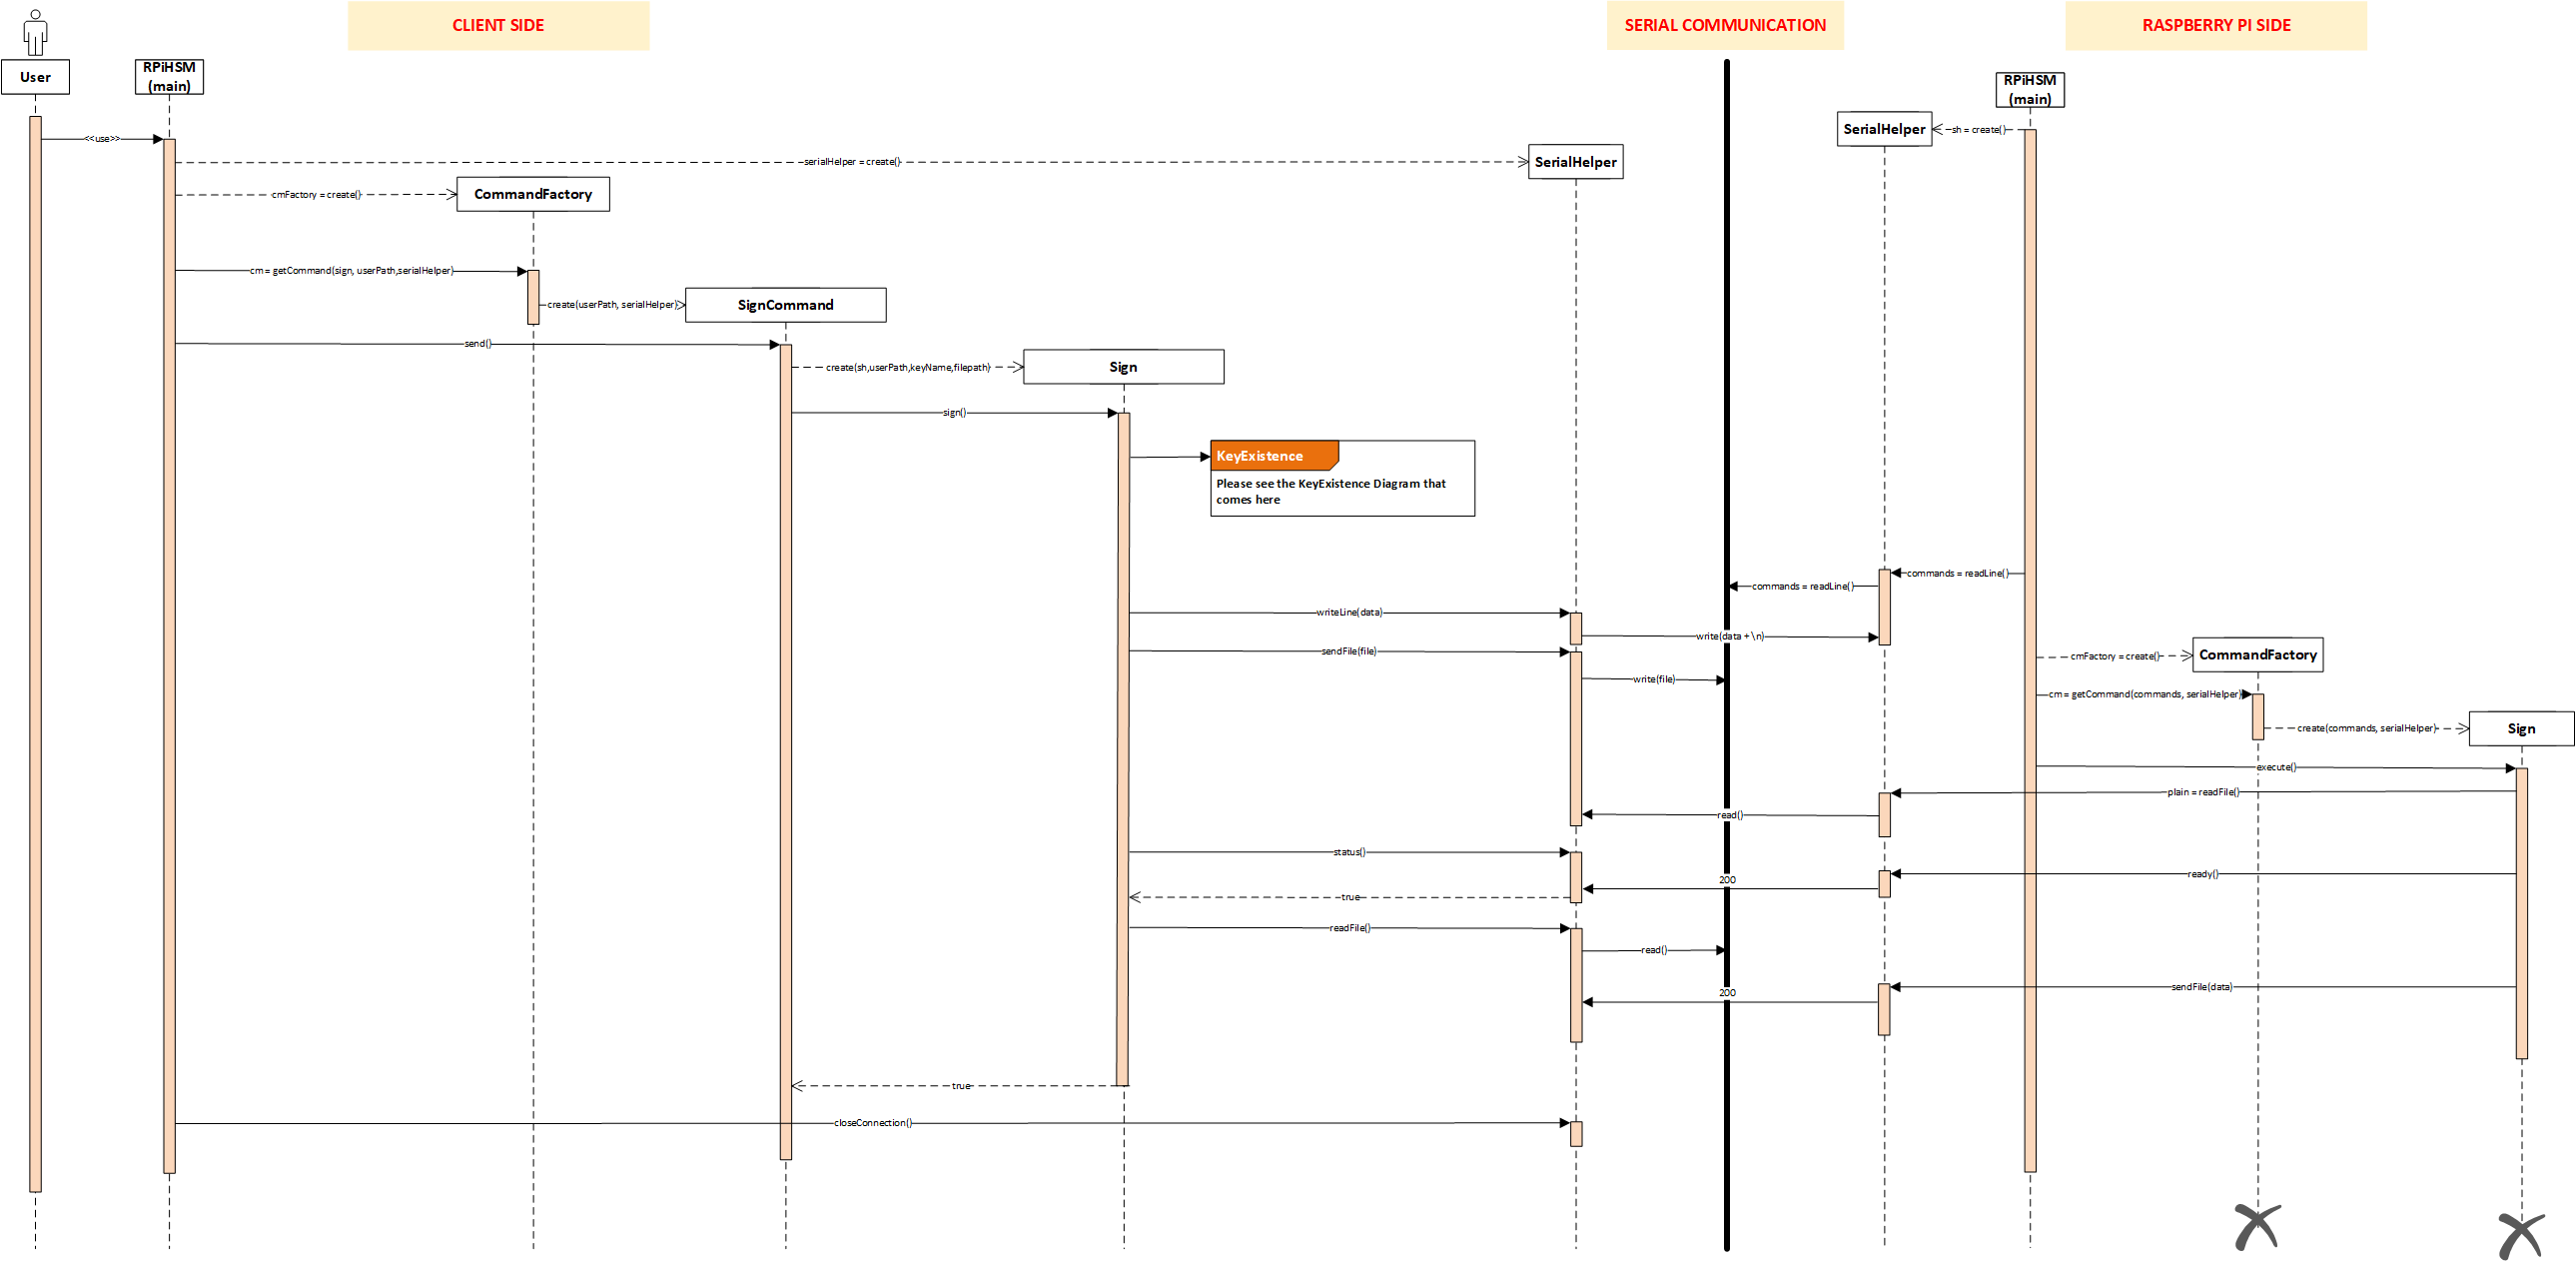 CLIENT SIDE
SERIAL COMMUNICATION
RASPBERRY PI SIDE
User
RPiHSM
(main)
RPiHSM
(main)
SerialHelper
sh = create()
<<use>>
serialHelper = create()
SerialHelper
cmFactory = create()
CommandFactory
cm = getCommand(sign, userPath,serialHelper)
create(userPath, serialHelper)
SignCommand
send()
create(sh,userPath,keyName,filepath)
Sign
sign()
KeyExistence
Please see the KeyExistence Diagram that
comes here
commands = readLine()
commands = readLine()
writeLine(data)
write(data + \n)
sendFile(file)
cmFactory = create()
CommandFactory
write(file)
cm = getCommand(commands, serialHelper)
create(commands, serialHelper)
Sign
execute()
plain = readFile()
read()
status()
ready()
200
true
readFile()
read()
sendFile(data)
200
true
closeConnection()